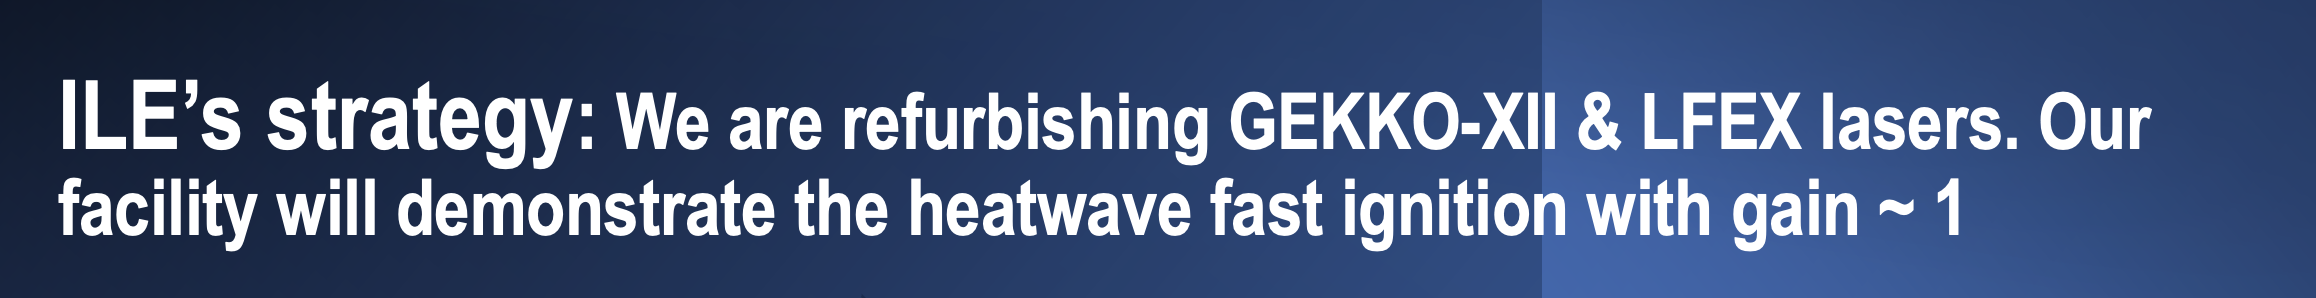 ILE’s strategy: We are refurbishing GEKKO-XII & LFEX lasers. Our
facility will demonstrate the heatwave fast ignition with gain ~ 1